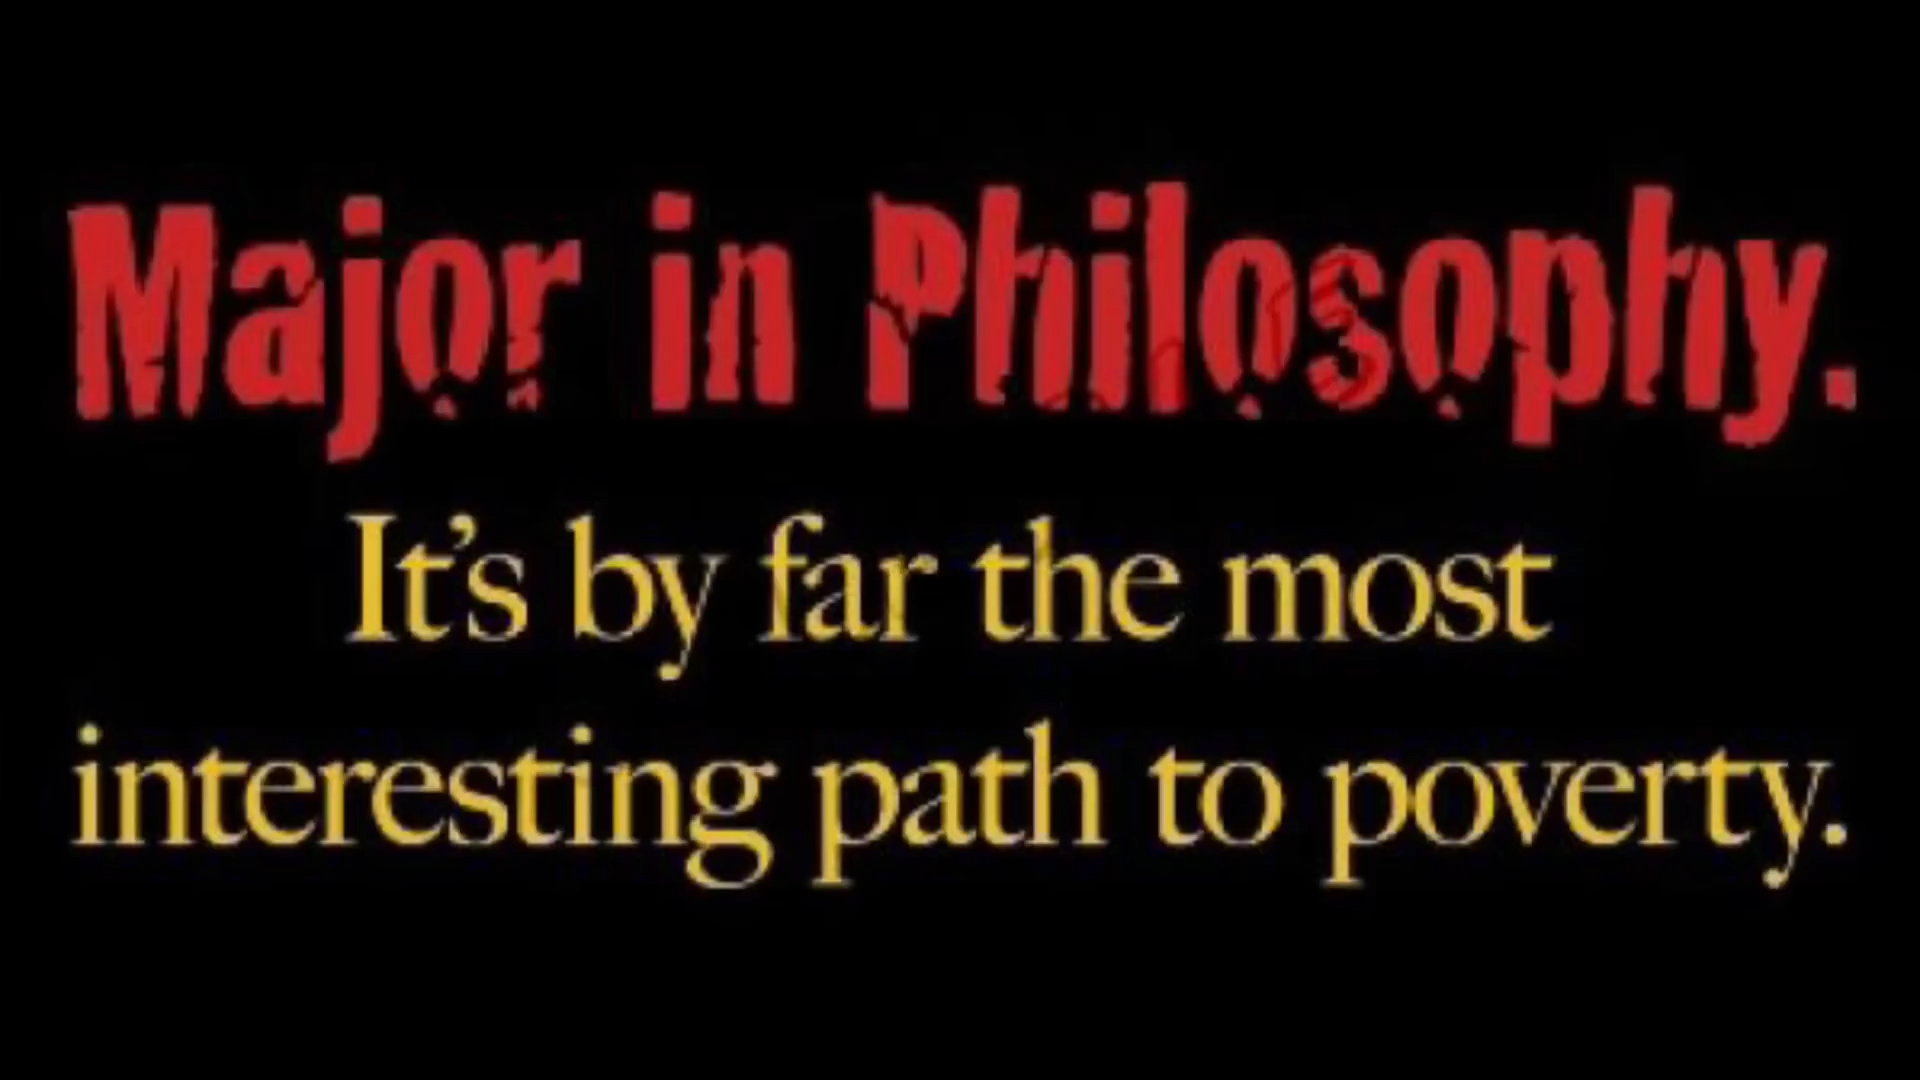 Major in Philosophy.
It's by far the most
interesting path to poverty.